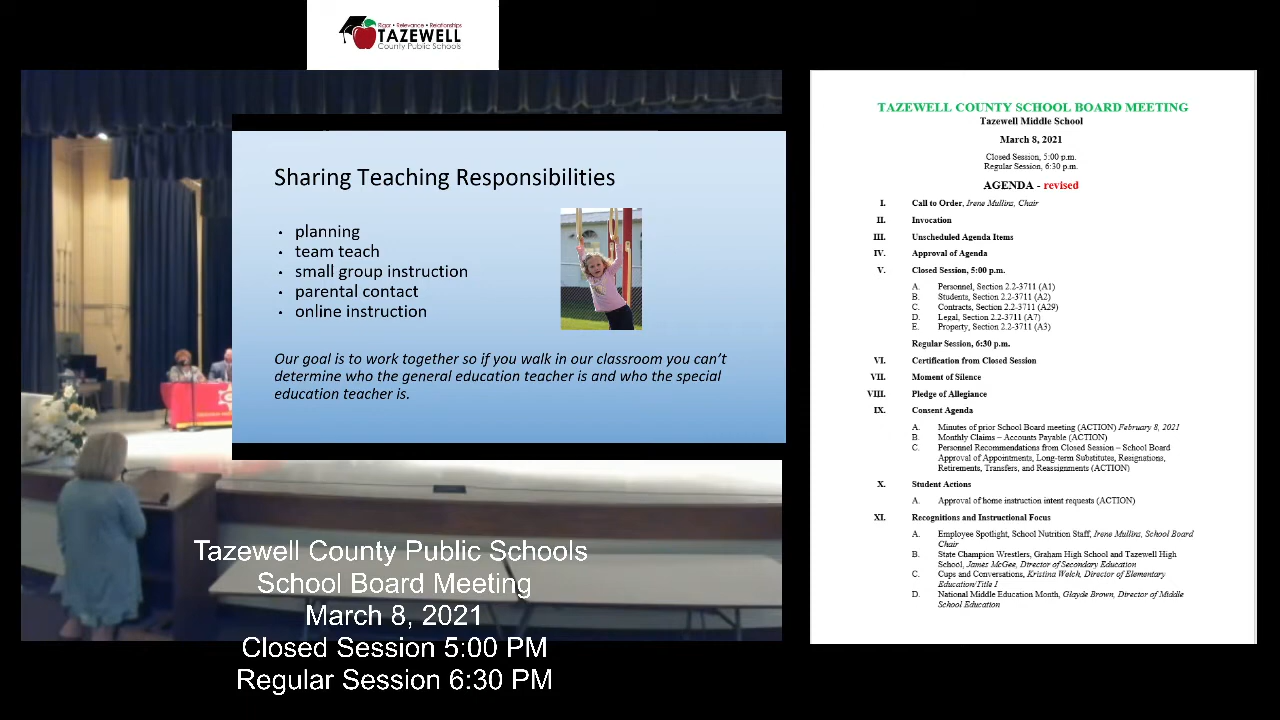 Rigor • Relevance • Relationships
TAZEWELL
County Public Schools
Sharing Teaching Responsibilities
• planning
• team teach
• small group instruction
• parental contact
• online instruction
Our goal is to work together so if you walk in our classroom you can't
determine who the general education teacher is and who the special
education teacher is.
Tazewell County Public Schools
School Board Meeting
March 8, 2021
Closed Session 5:00 PM
Regular Session 6:30 PM
TAZEWELL COUNTY SCHOOL BOARD MEETING
Tazewell Middle School
March 8, 2021
Closed Session, 5:00 p.m.
Regular Session, 6:30 p.m.
AGENDA - revised
I. Call to Order, Irene Mullins, Chair
II. Invocation
III. Unscheduled Agenda Items
IV. Approval of Agenda
V. Closed Session, 5:00 p.m.
A. Personnel, Section 2.2-3711 (A1)
B. Students, Section 2.2-3711 (A2)
C. Contracts, Section 2.2-3711 (A29)
D. Legal, Section 2.2-3711 (A7)
E. Property, Section 2.2-3711 (A3)
Regular Session, 6:30 p.m.
VI. Certification from Closed Session
VII. Moment of Silence
VIII. Pledge of Allegiance
IX. Consent Agenda
A. Minutes of prior School Board meeting (ACTION) February 8, 2021
B. Monthly Claims – Accounts Payable (ACTION)
C. Personnel Recommendations from Closed Session – School Board
Approval of Appointments, Long-term Substitutes, Resignations,
Retirements, Transfers, and Reassignments (ACTION)
X. Student Actions
A. Approval of home instruction intent requests (ACTION)
XI. Recognitions and Instructional Focus
A. Employee Spotlight, School Nutrition Staff, Irene Mullins, School Board
Chair
B. State Champion Wrestlers, Graham High School and Tazewell High
School, James McGee, Director of Secondary Education
C. Cups and Conversations, Kristina Welch, Director of Elementary
Education/Title I
D. National Middle Education Month, Glayde Brown, Director of Middle
School Education